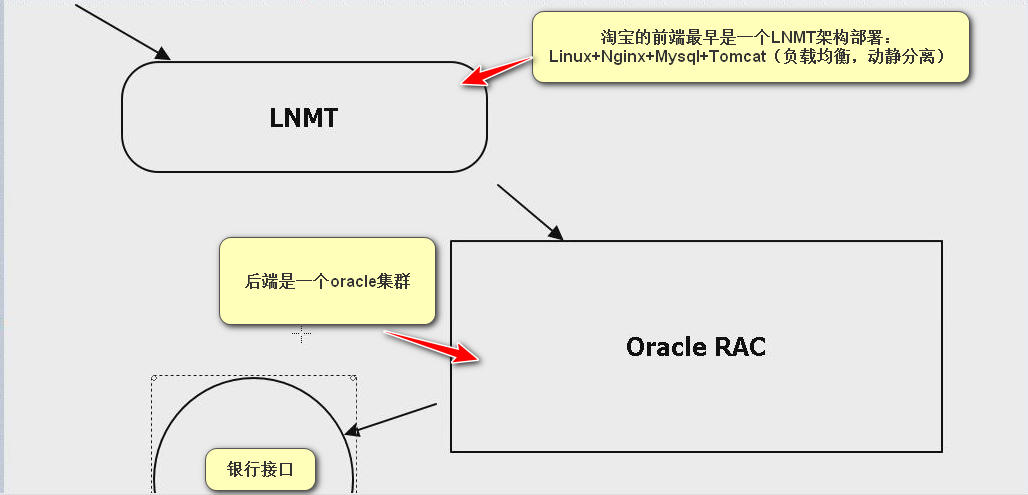 淘宝的前端最早是一个LNMT架构部署：
Linux+Nginx+Mysql+Tomcat（负载均衡，动静分离）
LNMT
后端是一个oracle集群
Oracle RAC
银行接口